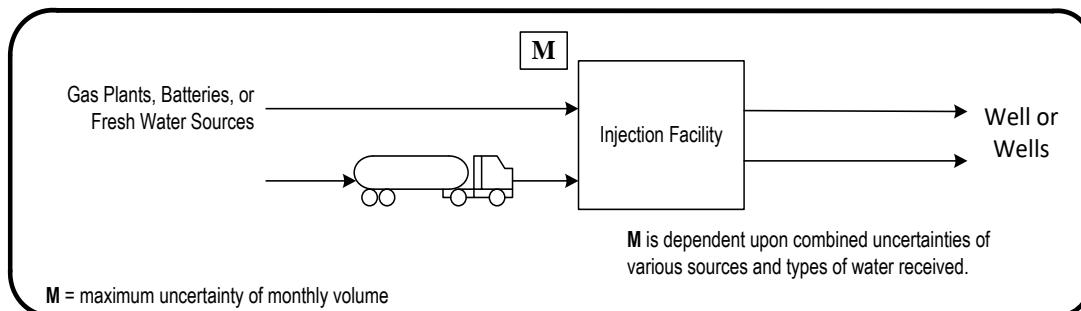 M
Gas Plants, Batteries, or
Fresh Water Sources
Injection Facility
Well or
Wells
M is dependent upon combined uncertainties of
various sources and types of water received.
M = maximum uncertainty of monthly volume